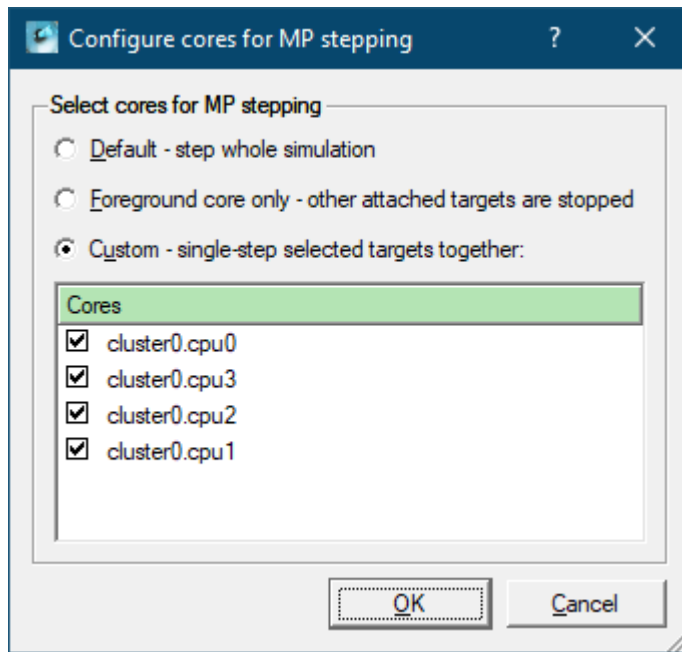 Configure cores for MP stepping
?
Select cores for MP stepping
Default - step whole simulation
Foreground core only - other attached targets are stopped
Custom - single-step selected targets together:
Cores
cluster0.cpu0
cluster0.cpu3
cluster0.cpu2
cluster0.cpu1
OK Cancel